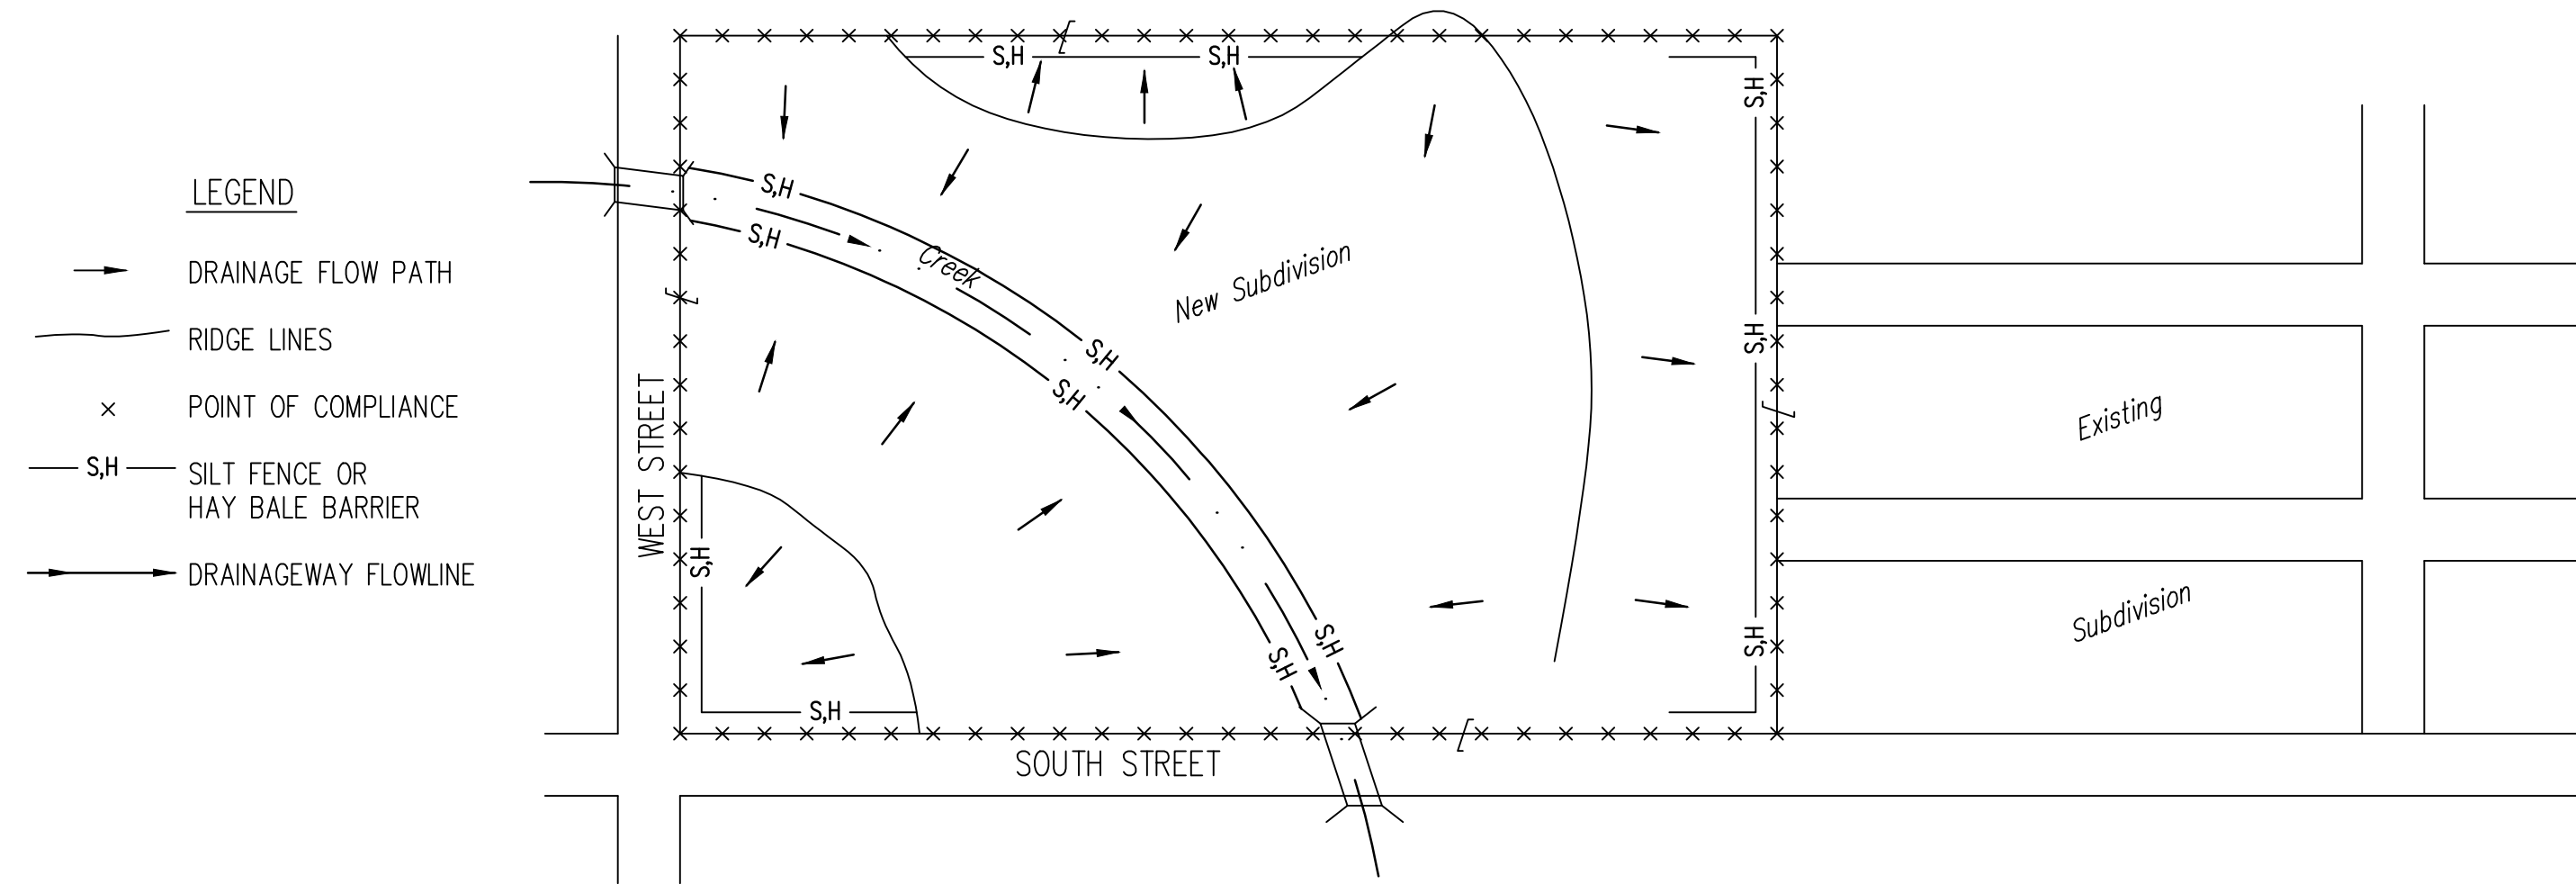 LEGEND
DRAINAGE FLOW PATH
RIDGE LINES
POINT OF COMPLIANCE
S,H
SILT FENCE OR
HAY BALE BARRIER
DRAINAGEWAY FLOWLINE
S,H
S,H
S,H
S,H
S,H
Creek
New Subdivision
S,H
S,H
S,H
WEST STREET
Existing
S,H
S,H
S,H
S,H
S,H
Subdivision
SOUTH STREET